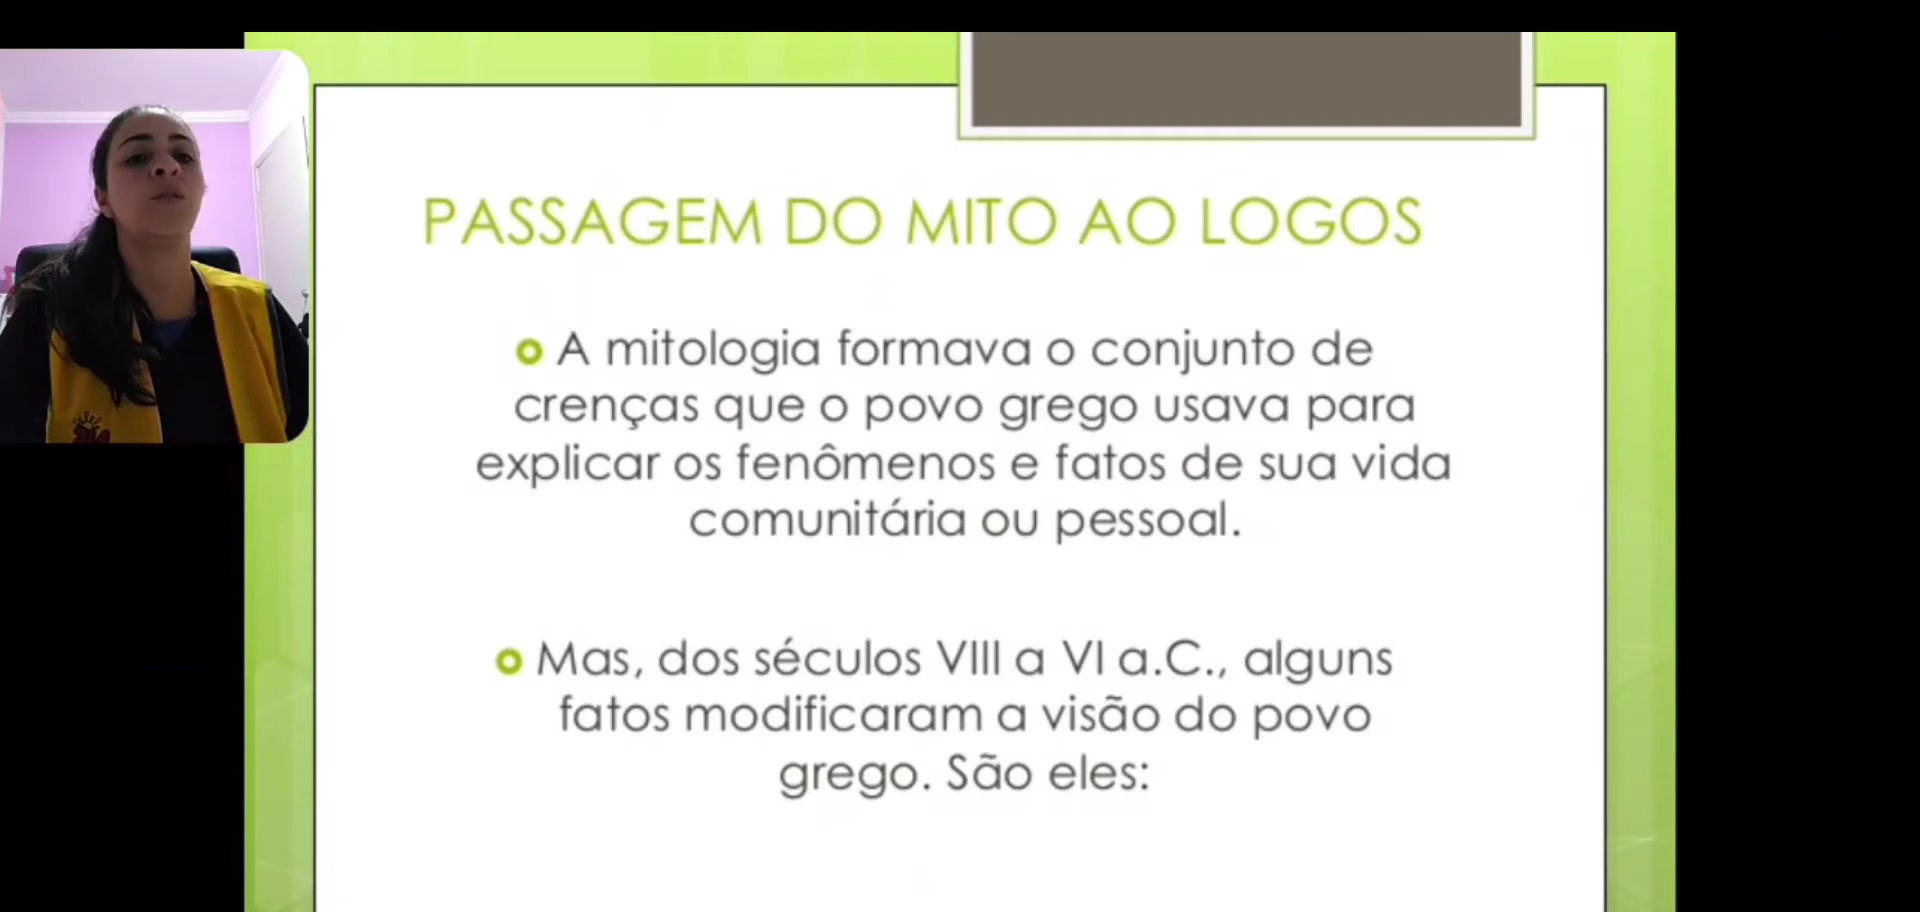 PASSAGEM DO MITO AO LOGOS
A mitologia formava o conjunto de
crenças que o povo grego usava para
explicar os fenômenos e fatos de sua vida
comunitária ou pessoal.
Mas, dos séculos VIII a VI a.C., alguns
fatos modificaram a visão do povo
grego. São eles: